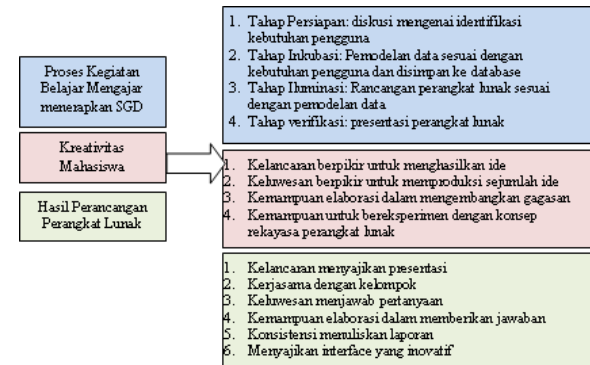 Proses Kegiatan
Belajar Mengajar
menerapkan SGD
Kreativitas
Mahasiswa
Hasil Perancangan
Perangkat Lunak
1. Tahap Persiapan: diskusi mengenai identifikasi
kebutuhan pengguna
2. Tahap Inkubasi: Pemodelan data sesuai dengan
kebutuhan pengguna dan disimpan ke database
3. Tahap Iluminasi: Rancangan perangkat lunak sesuai
dengan pemodelan data
4. Tahap verifikasi: presentasi perangkat lunak
1. Kelancaran berpikir untuk menghasilkan ide
2. Keluwesan berpikir untuk memproduksi sejumlah ide
3. Kemampuan elaborasi dalam mengembangkan gagasan
4. Kemampuan untuk bereksperimen dengan konsep
rekayasa perangkat lunak
1. Kelancaran menyajikan presentasi
2. Kerjasama dengan kelompok
3. Keluwesan menjawab pertanyaan
4. Kemampuan elaborasi dalam memberikan jawaban
5. Konsistensi menuliskan laporan
6. Menyajikan interface yang inovatif